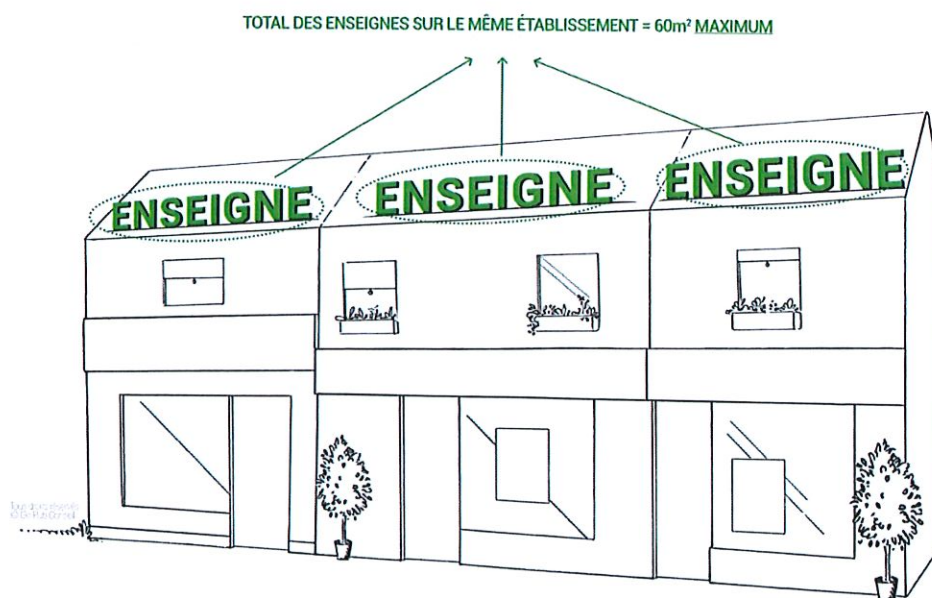 TOTAL DES ENSEIGNES SUR LE MÊME ÉTABLISSEMENT = 60m² MAXIMUM
ENSEIGNE ENSEIGNE ENSEIGNE